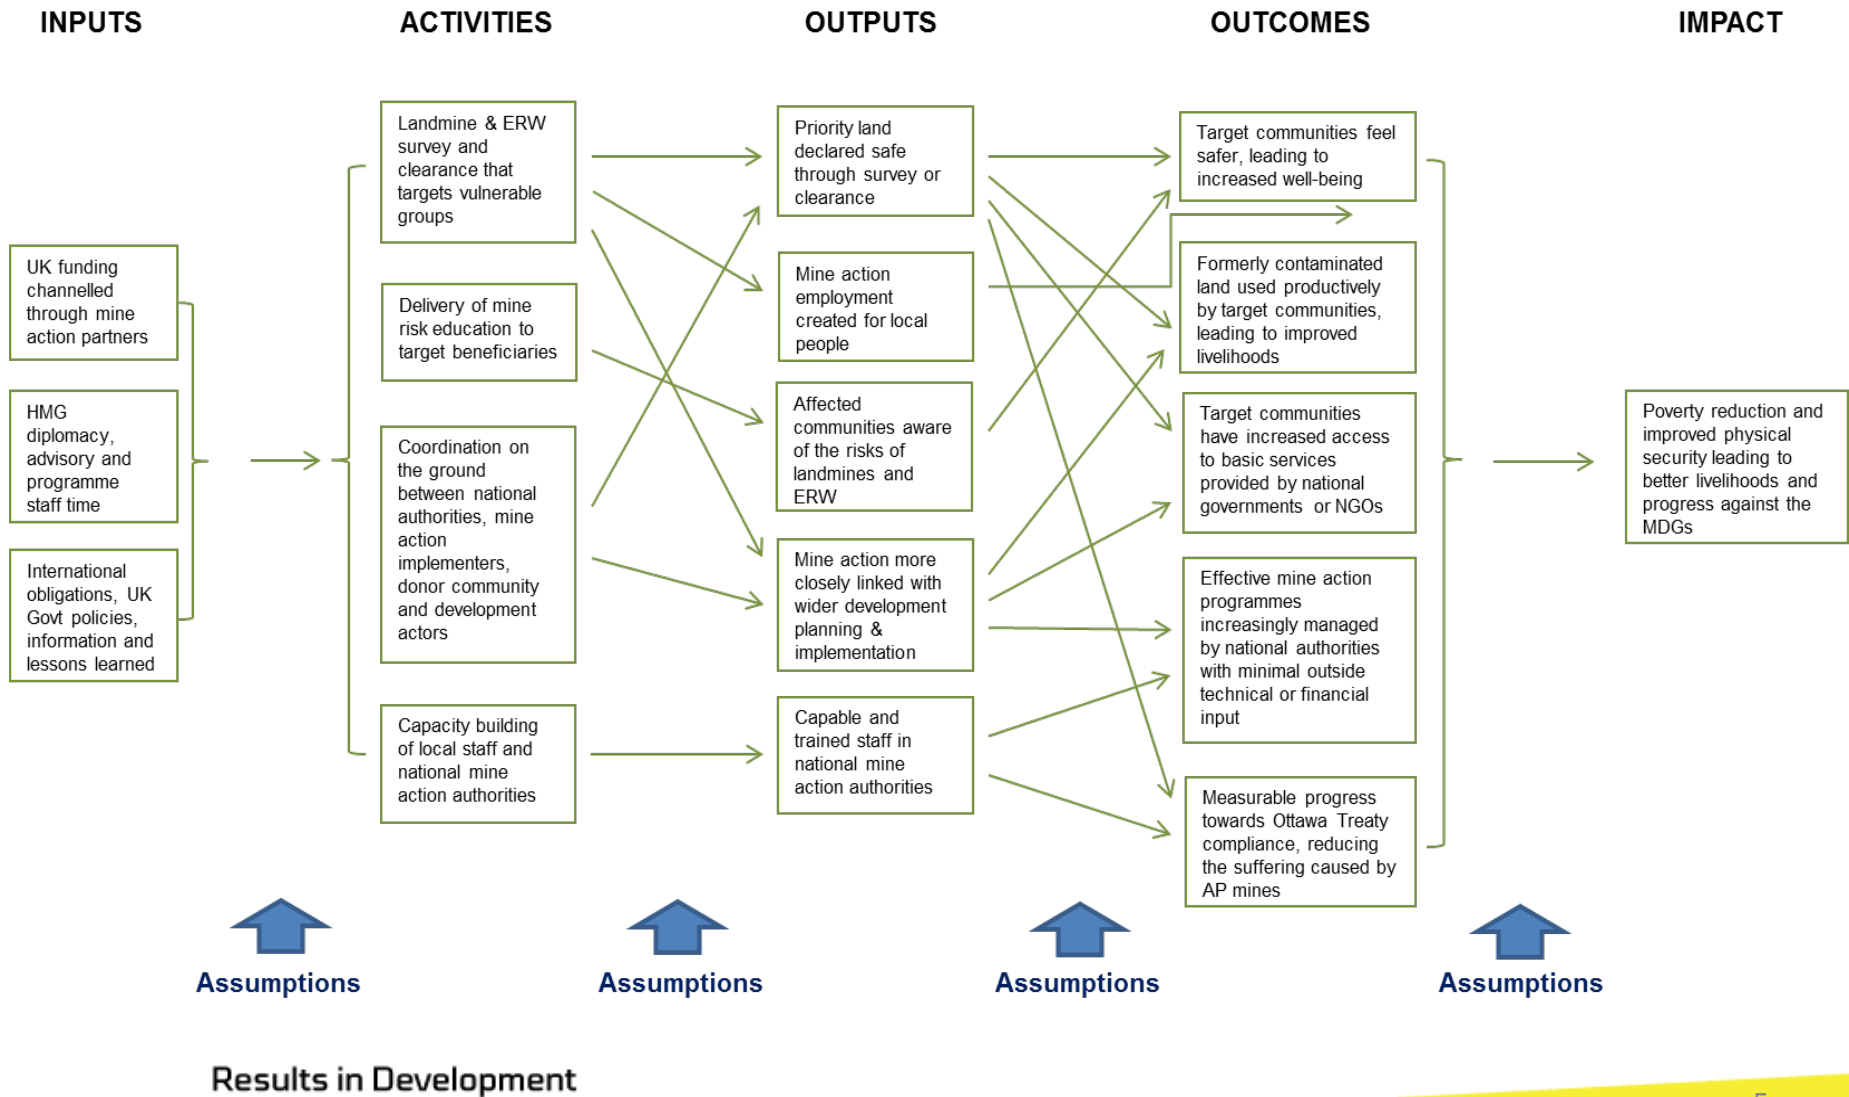 INPUTS
ACTIVITIES
OUTPUTS
OUTCOMES
IMPACT
UK funding
channelled
through mine
action partners
HMG
diplomacy,
advisory and
programme
staff time
International
obligations, UK
Govt policies,
information and
lessons learned
Landmine & ERW
survey and
clearance that
targets vulnerable
groups
Delivery of mine
risk education to
target beneficiaries
Coordination on
the ground
between national
authorities, mine
action
implementers,
donor community
and development
actors
Capacity building
of local staff and
national mine
action authorities
Priority land
declared safe
through survey or
clearance
Mine action
employment
created for local
people
Affected
communities aware
of the risks of
landmines and
ERW
Mine action more
closely linked with
wider development
planning &
implementation
Capable and
trained staff in
national mine
action authorities
Target communities feel
safer, leading to
increased well-being
Formerly contaminated
land used productively
by target communities,
leading to improved
livelihoods
Target communities
have increased access
to basic services
provided by national
governments or NGOs
Effective mine action
programmes
increasingly managed
by national authorities
with minimal outside
technical or financial
input
Measurable progress
towards Ottawa Treaty
compliance, reducing
the suffering caused by
AP mines
Poverty reduction and
improved physical
security leading to
better livelihoods and
progress against the
MDGs
Assumptions
Assumptions
Assumptions
Assumptions
Results in Development